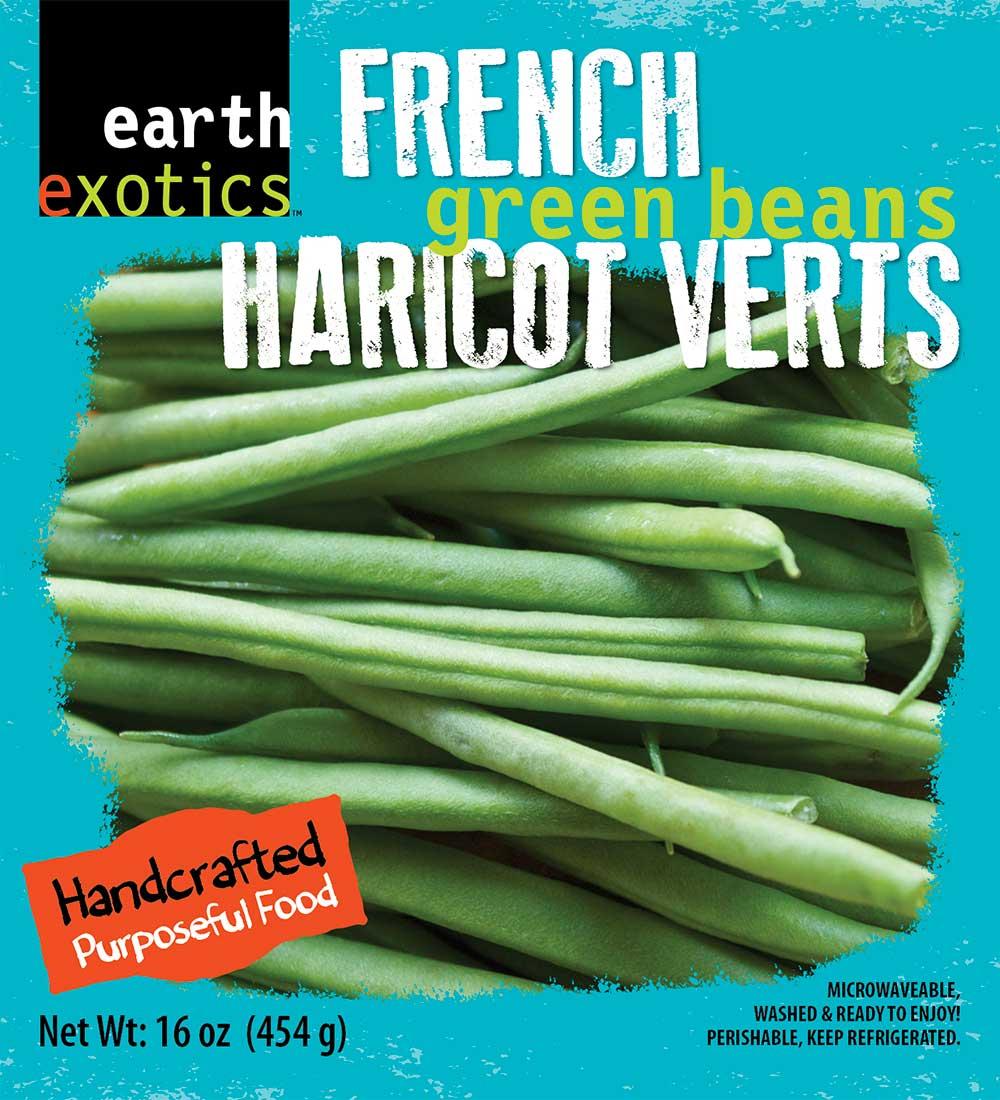 earth
exotics™
FRENCH
green beans
HARICOT VERTS
Handcrafted
Purposeful Food
Net Wt: 16 oz (454 g)
MICROWAVEABLE,
WASHED & READY TO ENJOY!
PERISHABLE, KEEP REFRIGERATED.